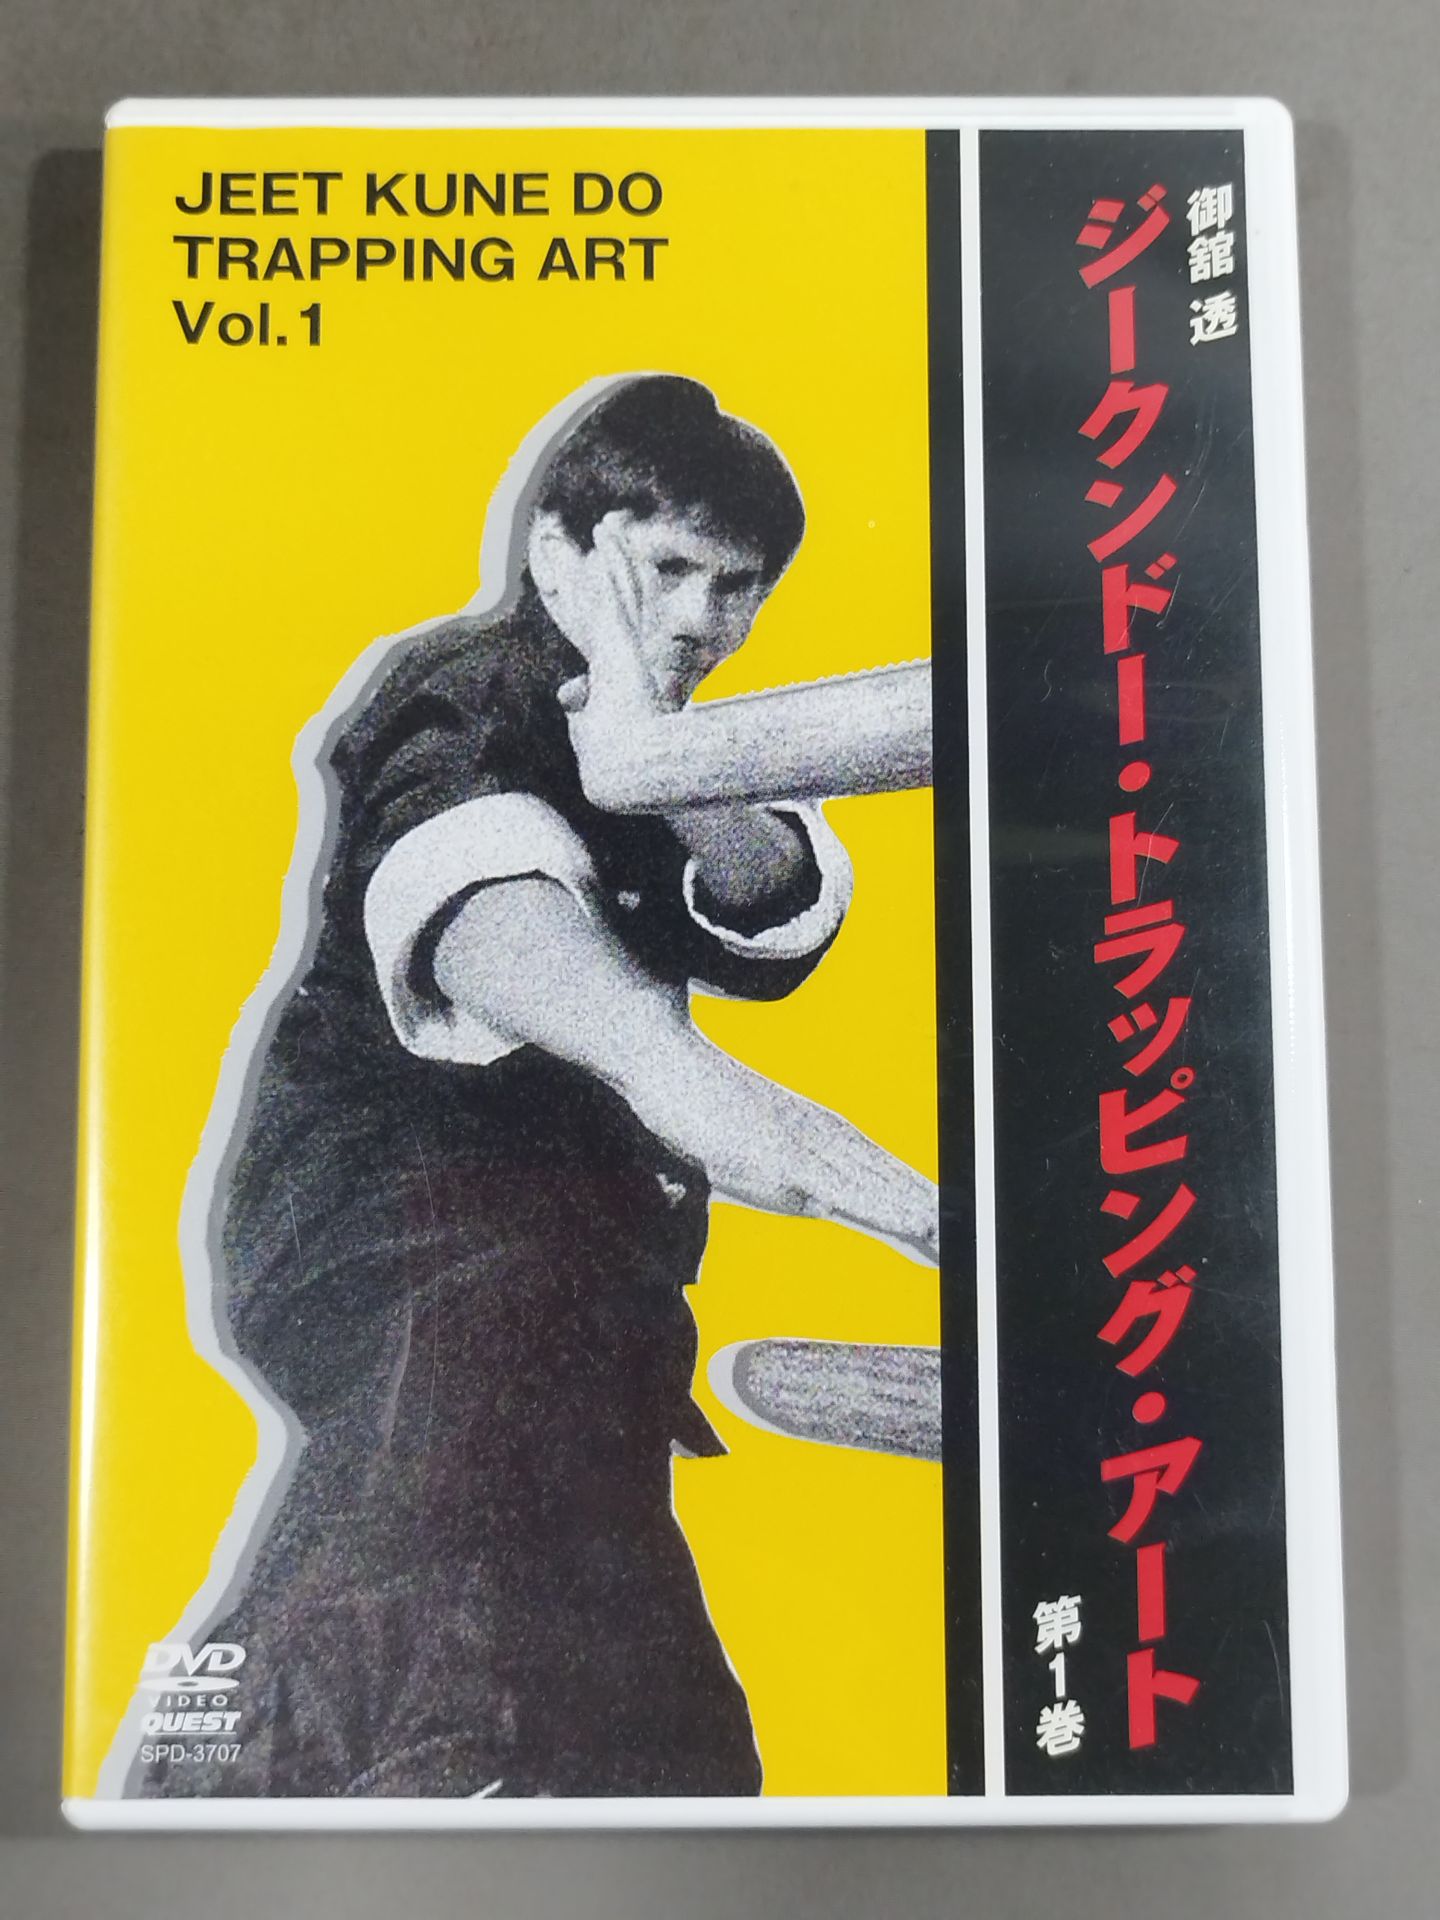 JEET KUNE DO
TRAPPING ART
Vol.1
御舘 透
ジークンドー・トラッピング・アート
第1巻
DVD
VIDEO
QUEST
SPD-3707